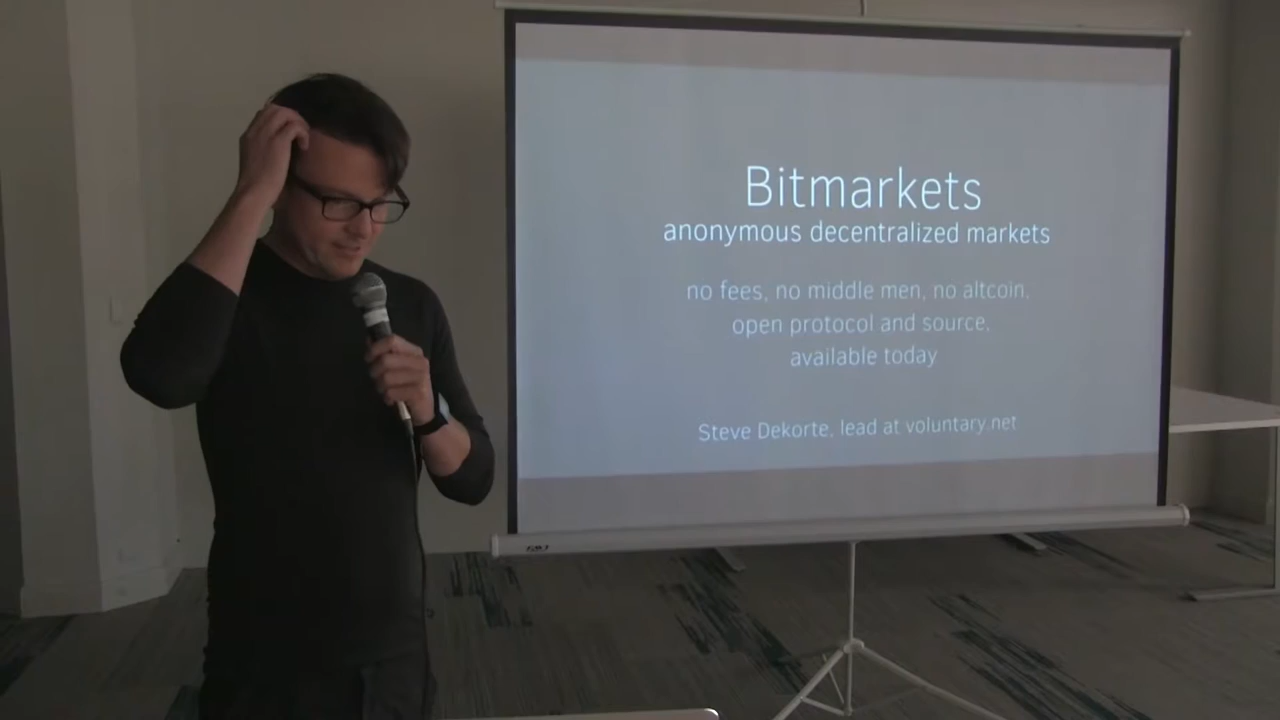 Bitmarkets
anonymous decentralized markets
no fees, no middle men, no altcoin,
open protocol and source,
available today
Steve Dekorte, lead at voluntary.net